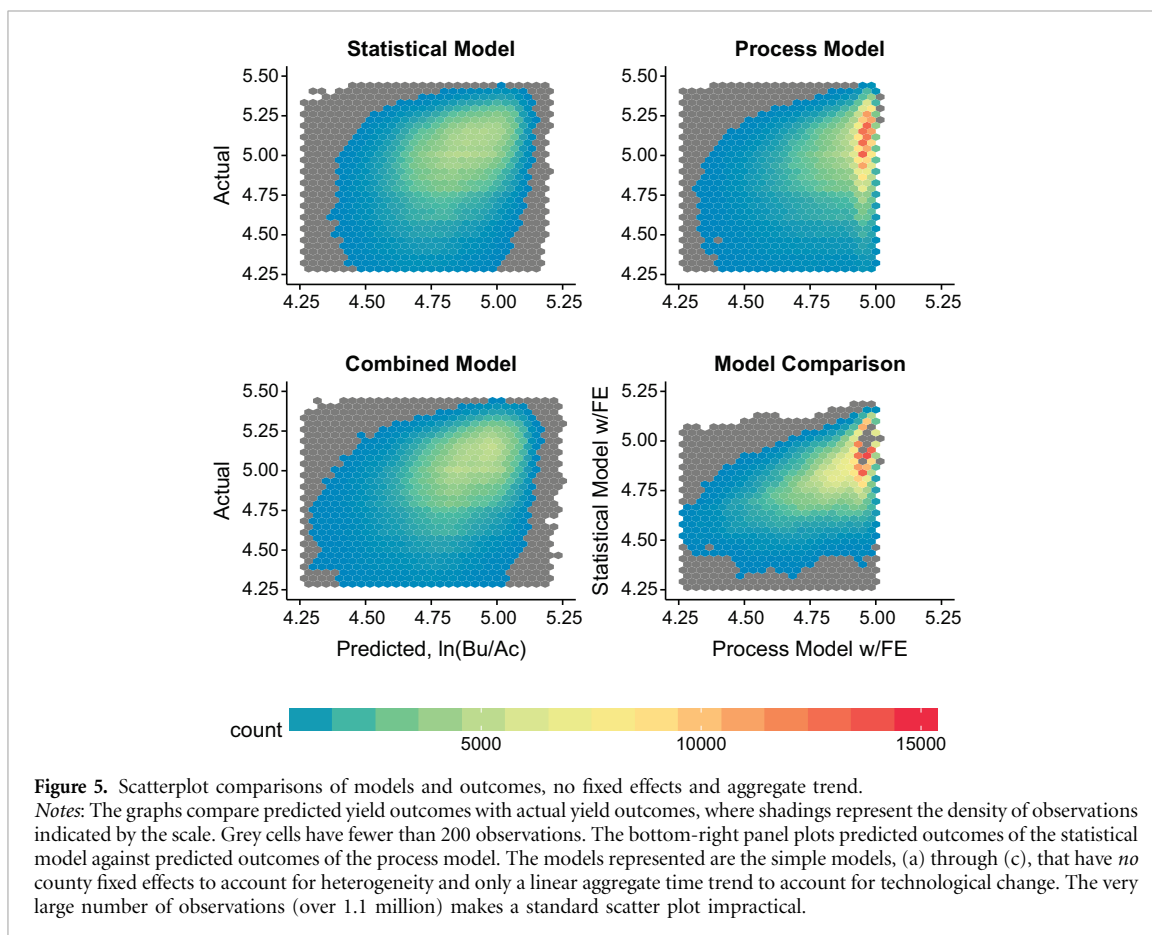 Statistical Model
Process Model
5.50
5.25
5.00
4.75
4.50
4.25
Actual
4.25 4.50 4.75 5.00 5.25
5.50
5.25
5.00
4.75
4.50
4.25
4.25 4.50 4.75 5.00 5.25
Combined Model
Model Comparison
5.50
5.25
5.00
4.75
4.50
4.25
Actual
4.25 4.50 4.75 5.00 5.25
Predicted, ln(Bu/Ac)
5.25
5.00
4.75
4.50
4.25
Statistical Model w/FE
4.25 4.50 4.75 5.00 5.25
Process Model w/FE
count
5000 10000 15000
Figure 5. Scatterplot comparisons of models and outcomes, no fixed effects and aggregate trend.
Notes: The graphs compare predicted yield outcomes with actual yield outcomes, where shadings represent the density of observations
indicated by the scale. Grey cells have fewer than 200 observations. The bottom-right panel plots predicted outcomes of the statistical
model against predicted outcomes of the process model. The models represented are the simple models, (a) through (c), that have no
county fixed effects to account for heterogeneity and only a linear aggregate time trend to account for technological change. The very
large number of observations (over 1.1 million) makes a standard scatter plot impractical.